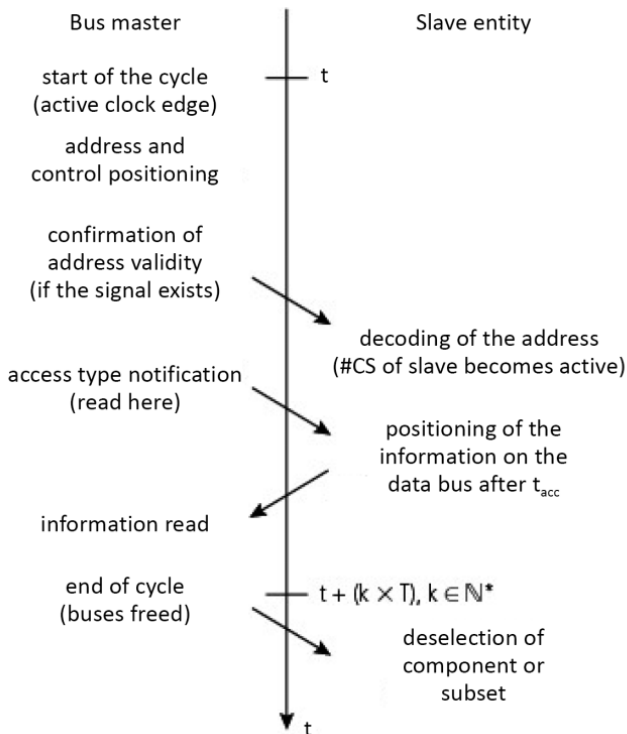 Bus master
Slave entity
start of the cycle
(active clock edge)
t
address and
control positioning
confirmation of
address validity
(if the signal exists)
decoding of the address
(#CS of slave becomes active)
access type notification
(read here)
positioning of the
information on the
data bus after tacc
information read
end of cycle
(buses freed)
t + (k × T), k ∈ ℕ*
deselection of
component or
subset
t